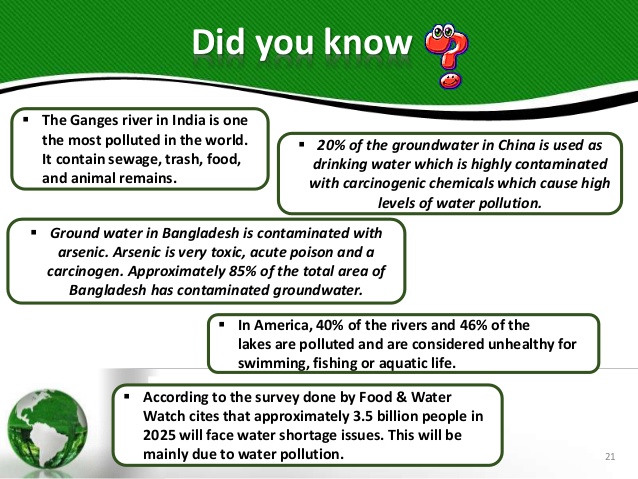 Did you know
▪ The Ganges river in India is one
the most polluted in the world.
It contain sewage, trash, food,
and animal remains.
▪ 20% of the groundwater in China is used as
drinking water which is highly contaminated
with carcinogenic chemicals which cause high
levels of water pollution.
▪ Ground water in Bangladesh is contaminated with
arsenic. Arsenic is very toxic, acute poison and a
carcinogen. Approximately 85% of the total area of
Bangladesh has contaminated groundwater.
▪ In America, 40% of the rivers and 46% of the
lakes are polluted and are considered unhealthy for
swimming, fishing or aquatic life.
▪ According to the survey done by Food & Water
Watch cites that approximately 3.5 billion people in
2025 will face water shortage issues. This will be
mainly due to water pollution.
21